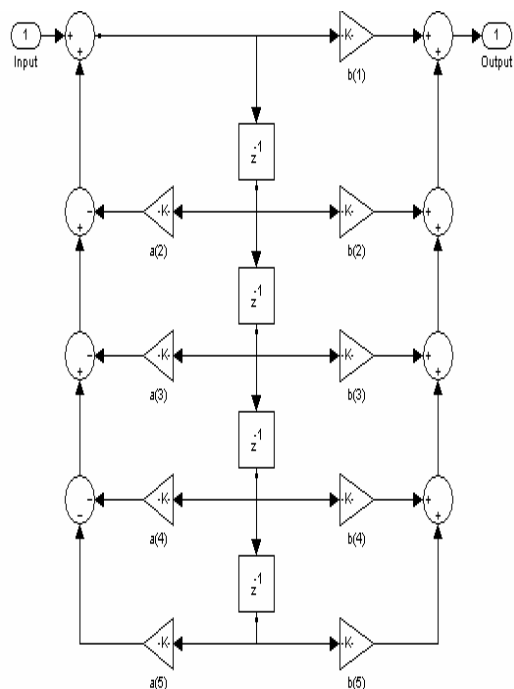 1
+
+
-K-
+
+
1
Input
b(1)
Output
-1
z
-
+
-K-
-K-
+
+
a(2)
b(2)
-1
z
-
+
-K-
-K-
+
+
a(3)
b(3)
-1
z
-
-
-K-
-K-
+
+
a(4)
b(4)
-1
z
-K-
-K-
a(5)
b(5)